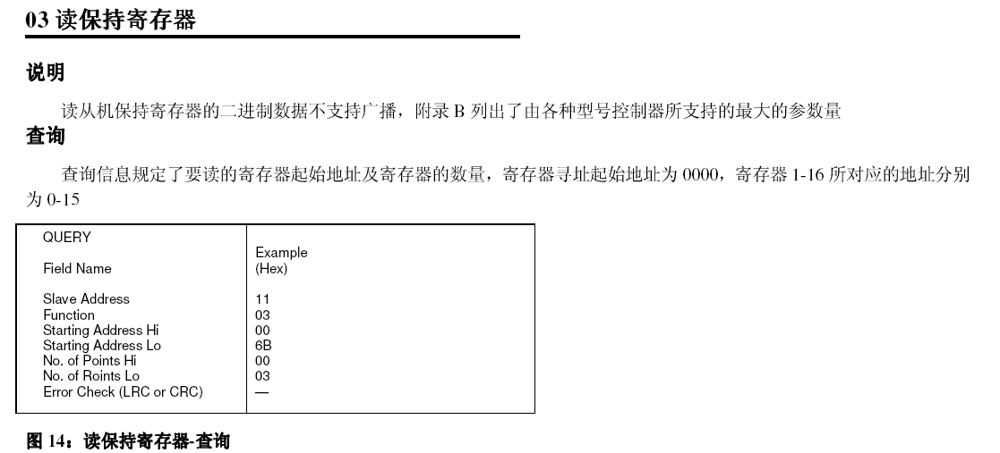 03 读保持寄存器
说明
读从机保持寄存器的二进制数据不支持广播，附录 B 列出了由各种型号控制器所支持的最大的参数量
查询
查询信息规定了要读的寄存器起始地址及寄存器的数量，寄存器寻址起始地址为 0000，寄存器 1-16 所对应的地址分别
为 0-15
QUERY
Example
Field Name (Hex)
Slave Address 11
Function 03
Starting Address Hi 00
Starting Address Lo 6B
No. of Points Hi 00
No. of Roints Lo 03
Error Check (LRC or CRC) —
图 14：读保持寄存器-查询